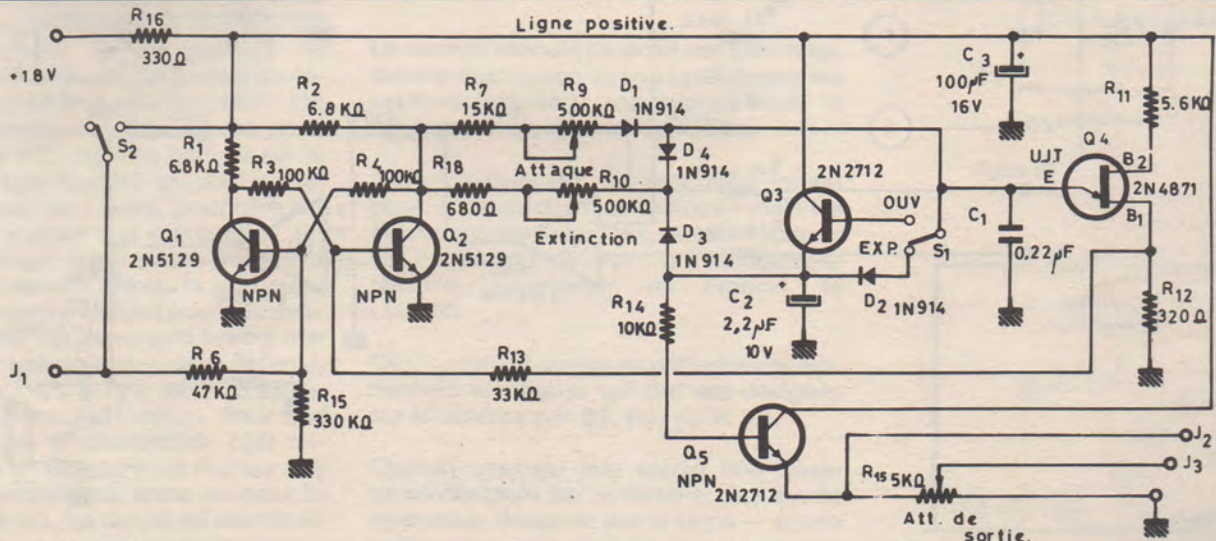 R16
330Ω
+18V
Ligne positive.
R2
6.8KΩ
R7
15KΩ
R9
500KΩ
D1
1N914
C3
+
100µF
16V
R11
5.6KΩ
S2
R1
6.8KΩ
R3
100KΩ
R4
100KΩ
R18
680Ω
Attaque
R10
500KΩ
Extinction
D4
1N914
D3
1N914
Q3
2N2712
OUV
EXP.
S1
D2
1N914
C1
0,22µF
Q4
U.J.T
E
B2
B1
2N4871
Q1
2N5129
NPN
Q2
2N5129
NPN
R14
10KΩ
C2
+
2,2µF
10V
R12
320Ω
J1
R6
47KΩ
R15
330KΩ
R13
33KΩ
Q5
NPN
2N2712
R15 5KΩ
Att. de
sortie.
J2
J3